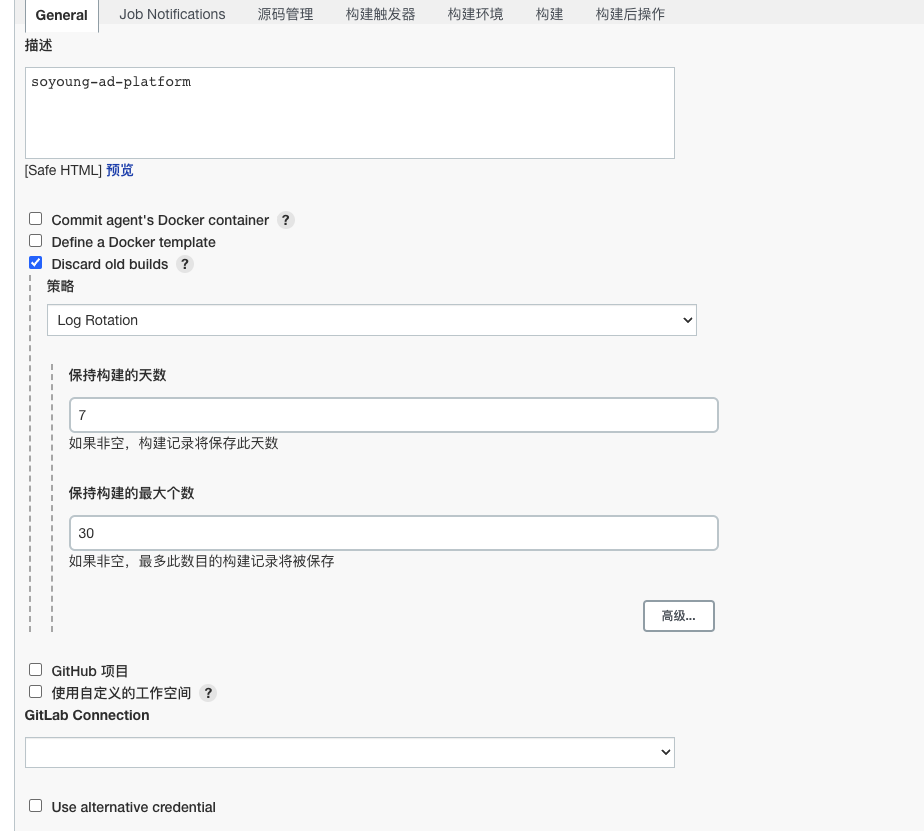 General Job Notifications 源码管理 构建触发器 构建环境 构建 构建后操作
描述
soyoung-ad-platform
[Safe HTML] 预览
Commit agent's Docker container ?
Define a Docker template
Discard old builds ?
策略
Log Rotation
保持构建的天数
7
如果非空，构建记录将保存此天数
保持构建的最大个数
30
如果非空，最多此数目的构建记录将被保存
高级...
GitHub 项目
使用自定义的工作空间 ?
GitLab Connection
Use alternative credential